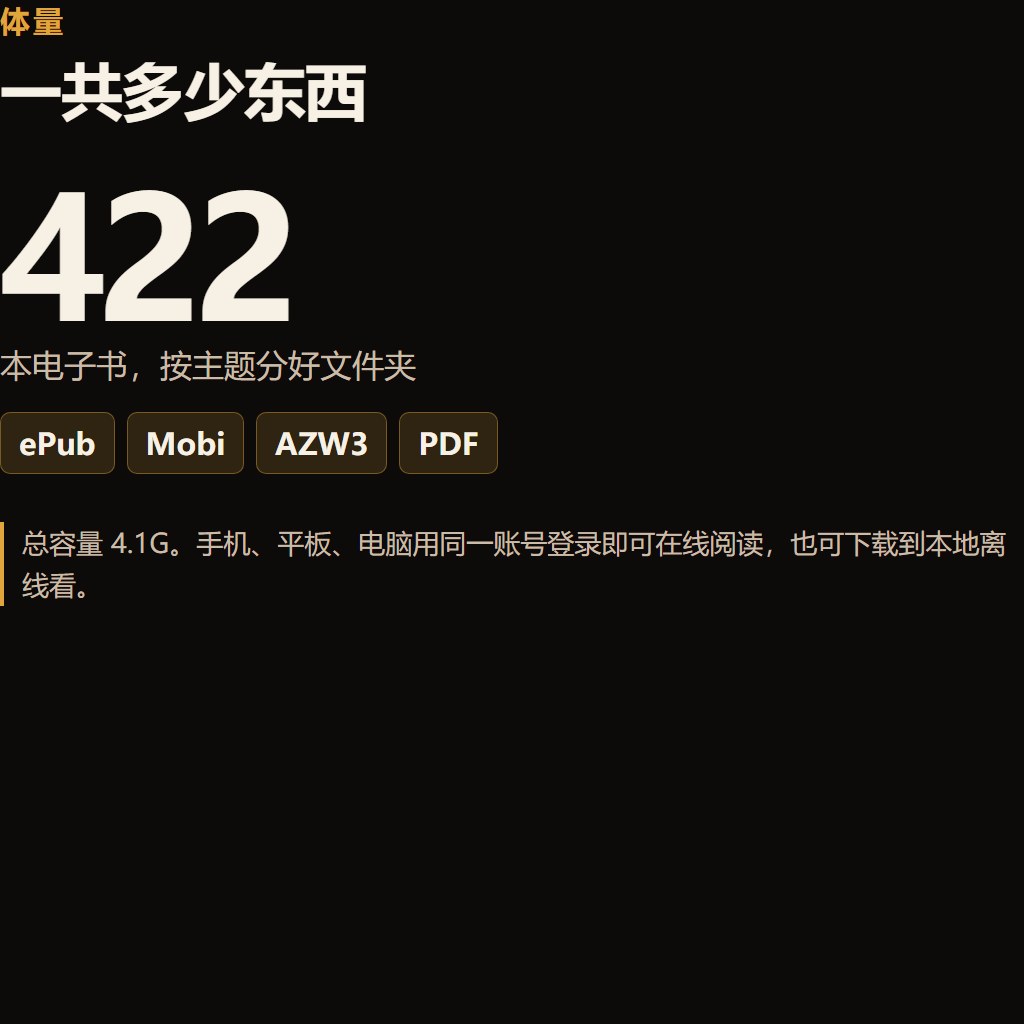 体量
一共多少东西
422
本电子书，按主题分好文件夹
ePub Mobi AZW3 PDF
总容量 4.1G。手机、平板、电脑用同一账号登录即可在线阅读，也可下载到本地离
线看。